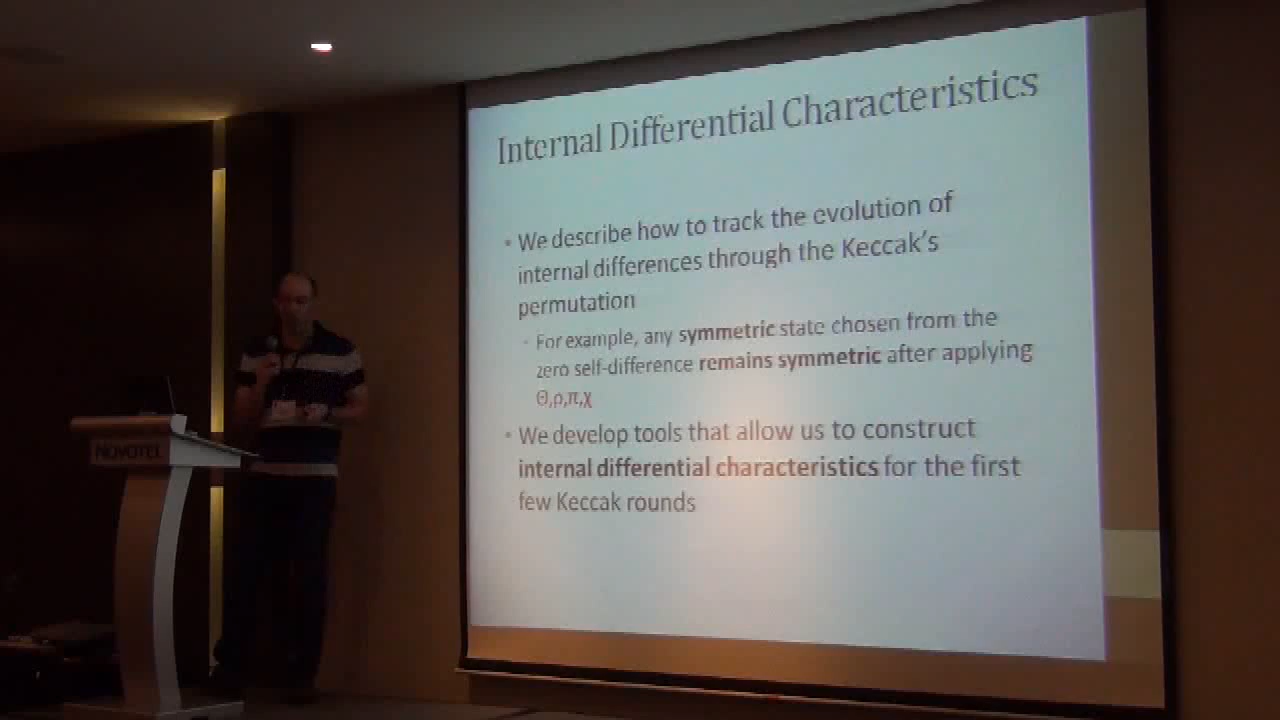 Internal Differential Characteristics
• We describe how to track the evolution of
internal differences through the Keccak's
permutation
• For example, any symmetric state chosen from the
zero self-difference remains symmetric after applying
Θ,ρ,π,χ
• We develop tools that allow us to construct
internal differential characteristics for the first
few Keccak rounds
NOVOTEL